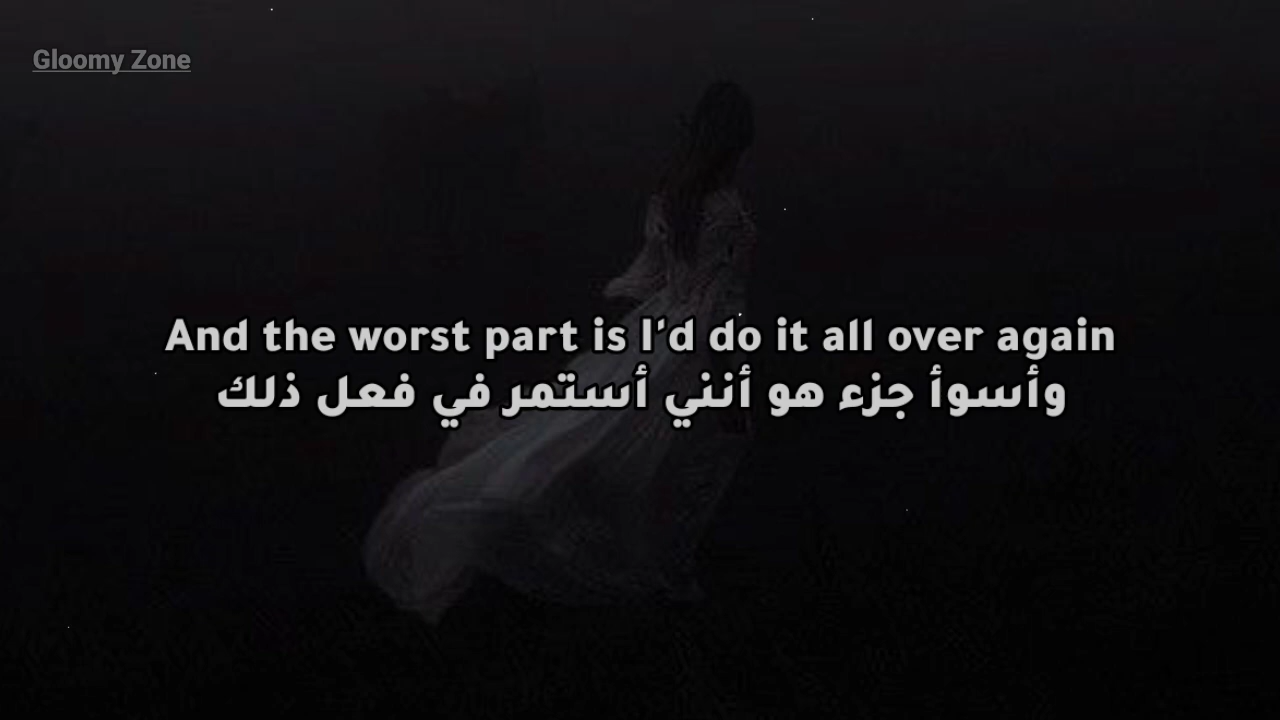 Gloomy Zone
And the worst part is I'd do it all over again
وأسوأ جزء هو أنني أستمر في فعل ذلك